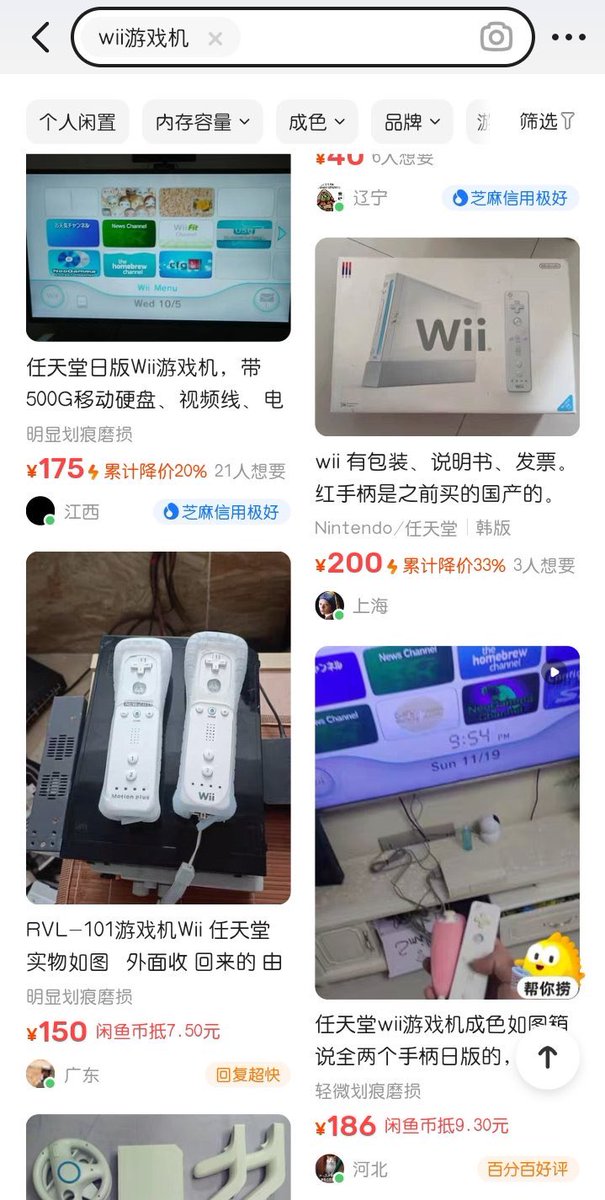 wii游戏机
个人闲置
内存容量
成色
品牌
筛选
News Channel
Wii Fit
NeoGamma
the homebrew channel
Wii Menu
Wed 10/5
任天堂日版Wii游戏机，带
500G移动硬盘、视频线、电
明显划痕磨损
¥175
累计降价20%
21人想要
江西
芝麻信用极好
Motion plus
Wii
RVL-101游戏机Wii 任天堂
实物如图 外面收 回来的 由
明显划痕磨损
¥150 闲鱼币抵7.50元
广东
回复超快
¥40 6人想要
辽宁
芝麻信用极好
Nintendo
Wii
wii 有包装、说明书、发票。
红手柄是之前买的国产的。
Nintendo/任天堂 韩版
¥200
累计降价33%
3人想要
上海
News Channel
the homebrew channel
News Channel
9:54 PM
Sun 11/19
帮你捞
任天堂wii游戏机成色如图箱
说全两个手柄日版的，
轻微划痕磨损
¥186 闲鱼币抵9.30元
河北
百分百好评